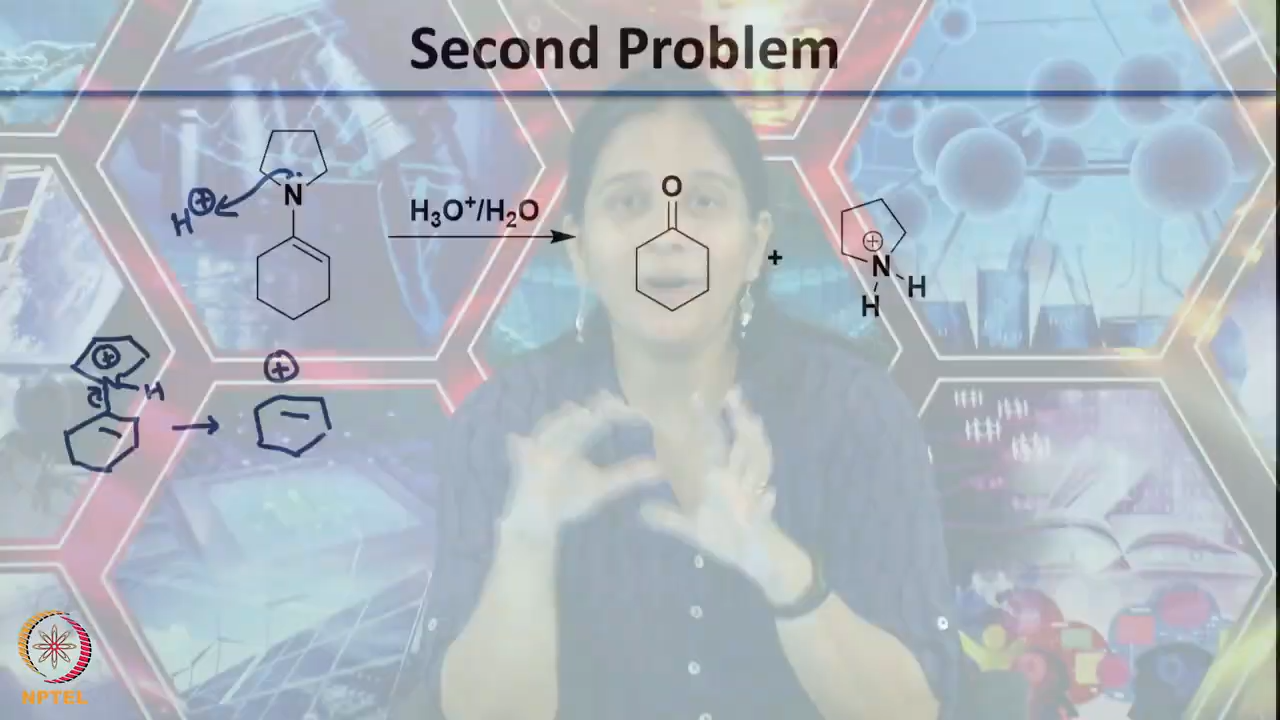 Second Problem
N
H⊕
H₃O⁺/H₂O
O
+
⊕
N
H
H
⊕
N
H
⊕
NPTEL